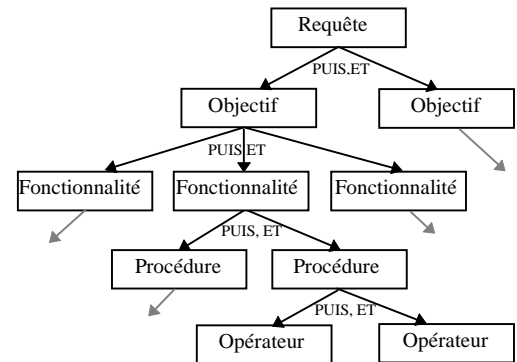 Requête
PUIS,ET
Objectif
Objectif
PUIS,ET
Fonctionnalité
Fonctionnalité
Fonctionnalité
PUIS, ET
Procédure
Procédure
PUIS, ET
Opérateur
Opérateur